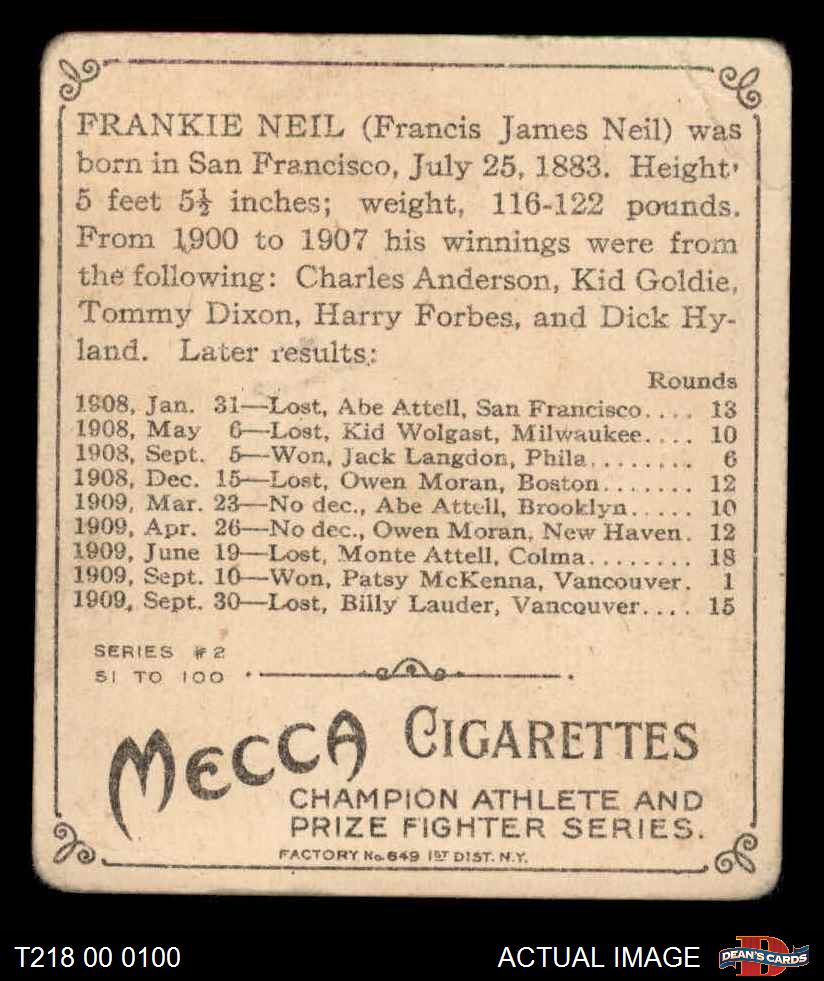 FRANKIE NEIL (Francis James Neil) was
born in San Francisco, July 25, 1883. Height,
5 feet 5½ inches; weight, 116-122 pounds.
From 1900 to 1907 his winnings were from
the following: Charles Anderson, Kid Goldie,
Tommy Dixon, Harry Forbes, and Dick Hy-
land. Later results:
Rounds
1908, Jan. 31—Lost, Abe Attell, San Francisco.... 13
1908, May 6—Lost, Kid Wolgast, Milwaukee.... 10
1908, Sept. 5—Won, Jack Langdon, Phila......... 6
1908, Dec. 15—Lost, Owen Moran, Boston....... 12
1909, Mar. 23—No dec., Abe Attell, Brooklyn..... 10
1909, Apr. 26—No dec., Owen Moran, New Haven. 12
1909, June 19—Lost, Monte Attell, Colma........ 18
1909, Sept. 10—Won, Patsy McKenna, Vancouver. 1
1909, Sept. 30—Lost, Billy Lauder, Vancouver.... 15
SERIES #2
51 TO 100
MECCA CIGARETTES
CHAMPION ATHLETE AND
PRIZE FIGHTER SERIES.
FACTORY No. 649 1ST DIST. N.Y.
T218 00 0100 ACTUAL IMAGE D DEAN'S CARDS